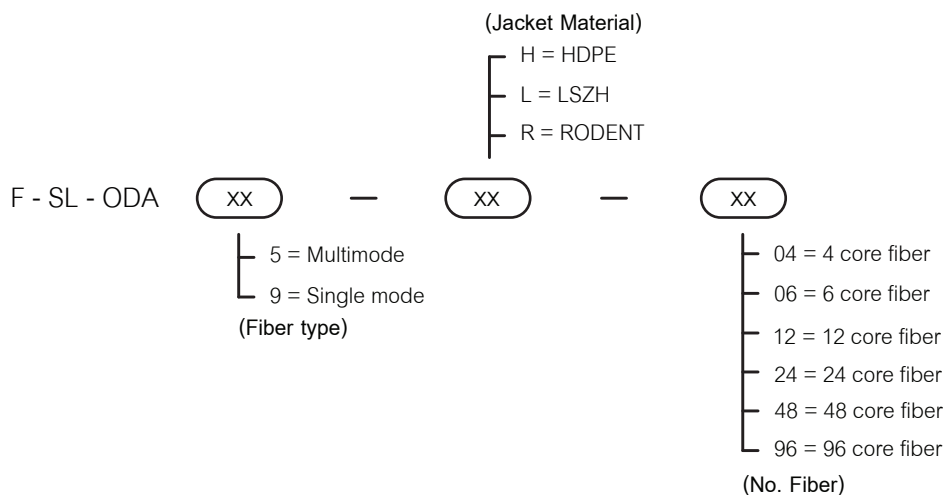 (Jacket Material)
H = HDPE
L = LSZH
R = RODENT
F - SL - ODA XX — XX — XX
5 = Multimode
9 = Single mode
(Fiber type)
04 = 4 core fiber
06 = 6 core fiber
12 = 12 core fiber
24 = 24 core fiber
48 = 48 core fiber
96 = 96 core fiber
(No. Fiber)